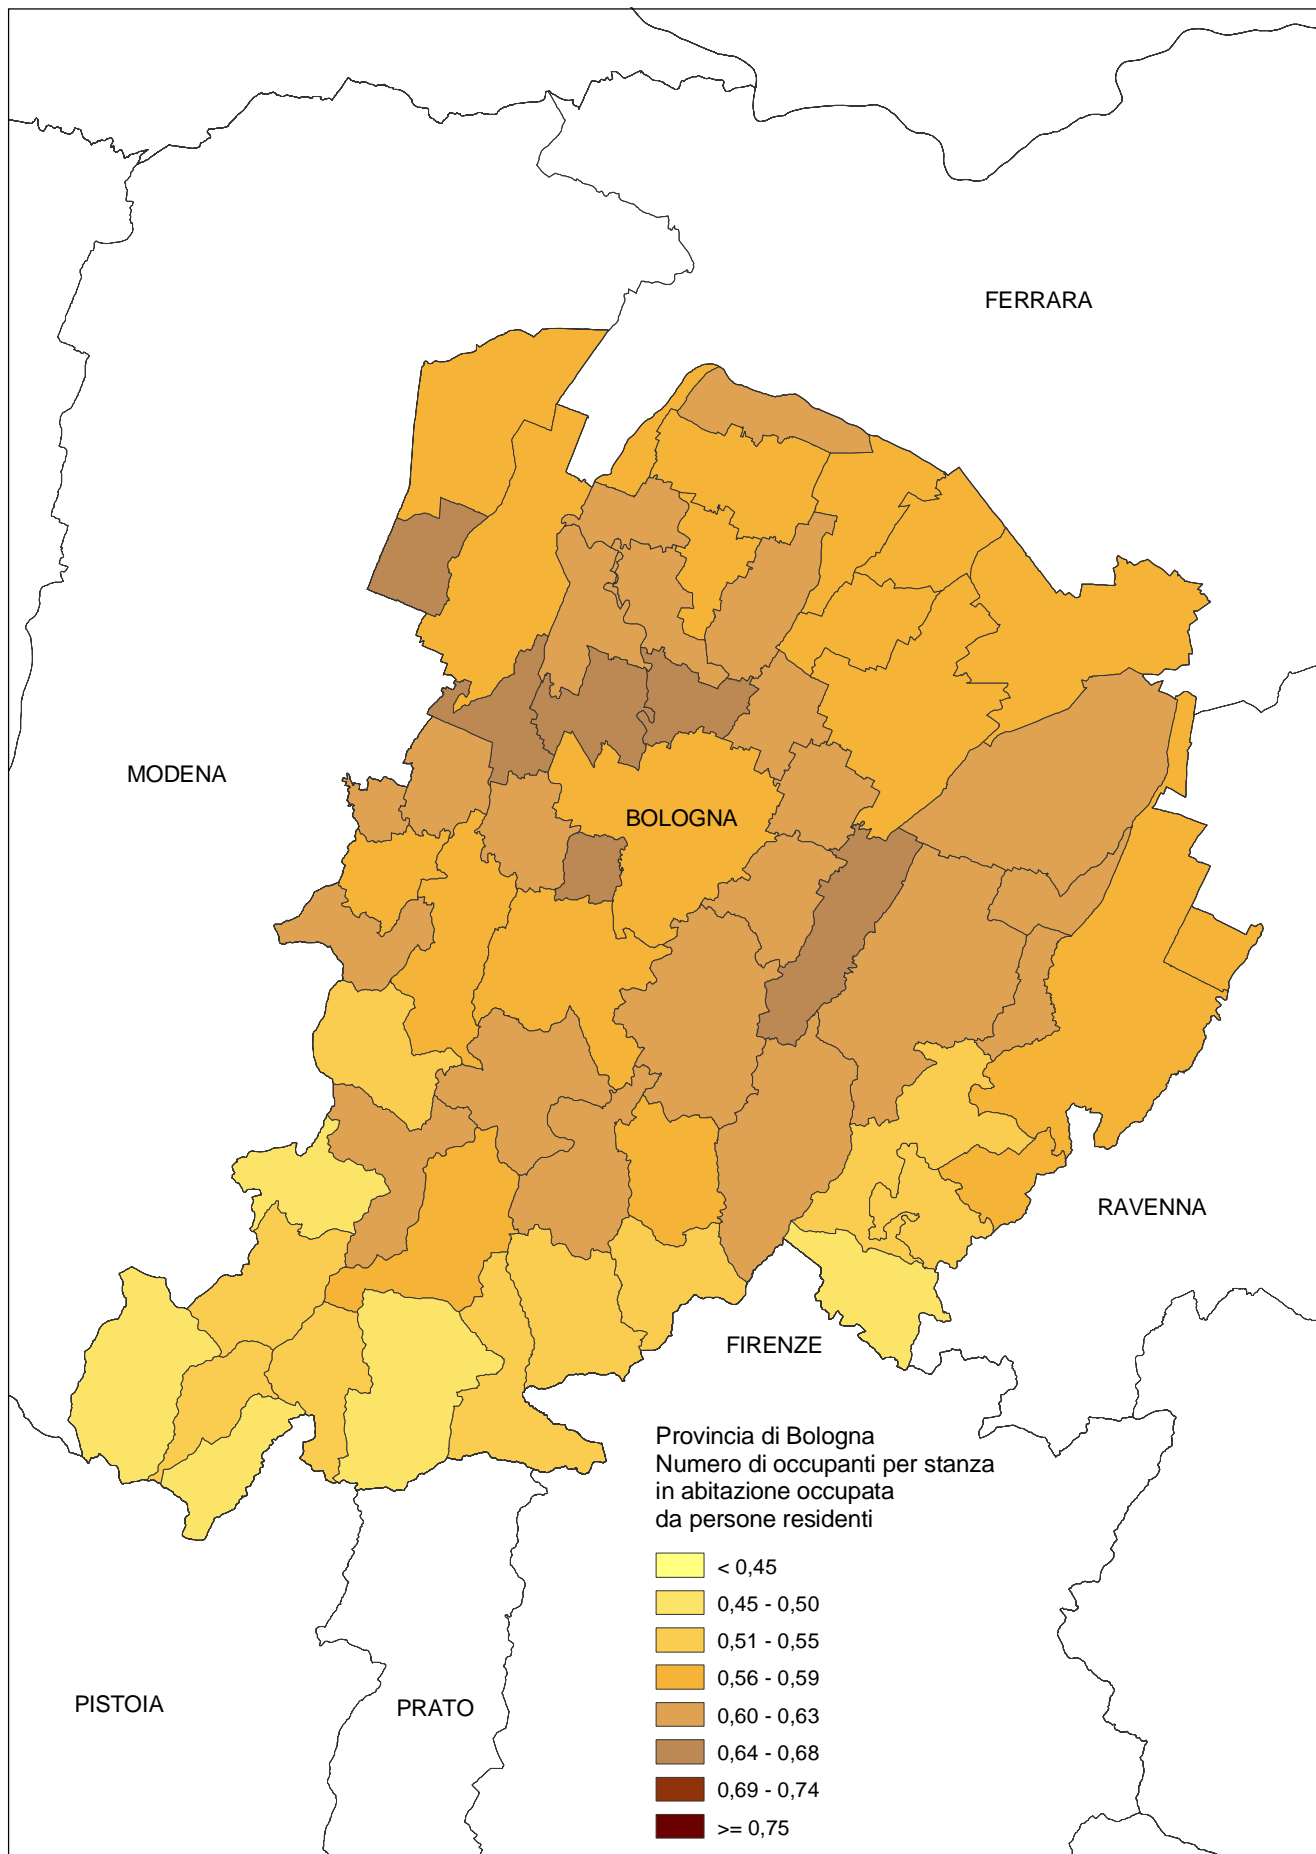 FERRARA
MODENA
BOLOGNA
RAVENNA
FIRENZE
Provincia di Bologna
Numero di occupanti per stanza
in abitazione occupata
da persone residenti
< 0,45
0,45 - 0,50
0,51 - 0,55
0,56 - 0,59
0,60 - 0,63
0,64 - 0,68
0,69 - 0,74
>= 0,75
PISTOIA
PRATO